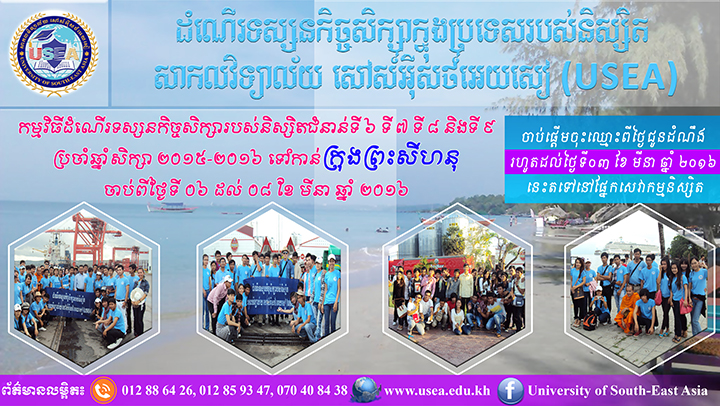 ដំណើរទស្សនកិច្ចសិក្សាក្នុងប្រទេសរបស់និស្សិត
សាកលវិទ្យាល័យ សៅស៍អ៊ីសថ៍អេយសៀ (USEA)
កម្មវិធីដំណើរទស្សនកិច្ចសិក្សារបស់និស្សិតជំនាន់ទី ៦ ទី ៧ ទី ៨ និងទី ៩
ប្រចាំឆ្នាំសិក្សា ២០១៥-២០១៦ ទៅកាន់ ក្រុងព្រះសីហនុ
ចាប់ពីថ្ងៃទី ០៦ ដល់ ០៨ ខែ មីនា ឆ្នាំ ២០១៦
ចាប់ផ្តើមចុះឈ្មោះពីថ្ងៃជូនដំណឹង
រហូតដល់ថ្ងៃទី០៣ ខែ មីនា ឆ្នាំ ២០១៦
នេះតទៅនៅផ្នែកសេវាកម្មនិស្សិត
USEA
UNIVERSITY OF SOUTH-EAST ASIA
ព័ត៌មានលម្អិត៖ 012 88 64 26, 012 85 93 47, 070 40 84 38 www.usea.edu.kh University of South-East Asia